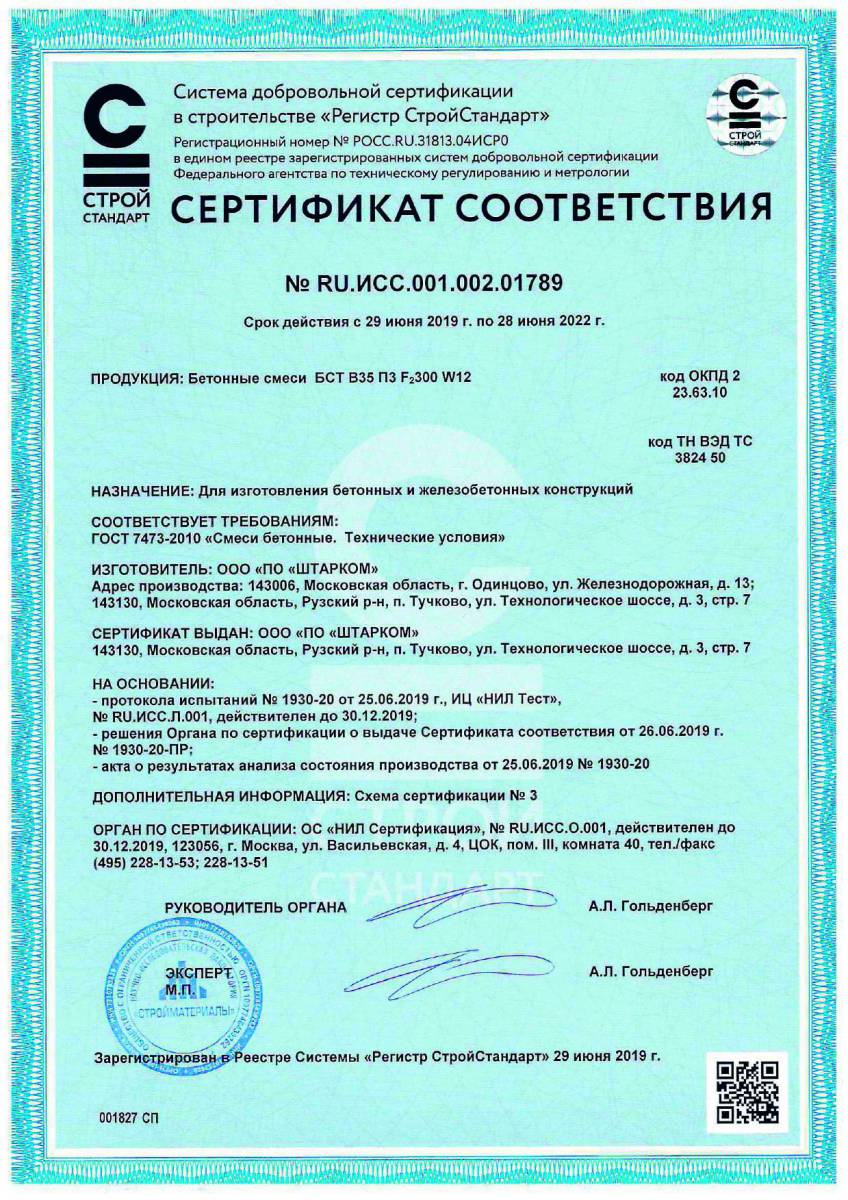 Система добровольной сертификации
в строительстве «Регистр СтройСтандарт»
Регистрационный номер № РОСС.RU.31813.04ИСР0
в едином реестре зарегистрированных систем добровольной сертификации
Федерального агентства по техническому регулированию и метрологии
СТРОЙ
СТАНДАРТ
СТРОЙ
СТАНДАРТ
СЕРТИФИКАТ СООТВЕТСТВИЯ
№ RU.ИСС.001.002.01789
Срок действия с 29 июня 2019 г. по 28 июня 2022 г.
ПРОДУКЦИЯ: Бетонные смеси БСТ В35 П3 F₂300 W12
код ОКПД 2
23.63.10
код ТН ВЭД ТС
3824 50
НАЗНАЧЕНИЕ: Для изготовления бетонных и железобетонных конструкций
СООТВЕТСТВУЕТ ТРЕБОВАНИЯМ:
ГОСТ 7473-2010 «Смеси бетонные. Технические условия»
ИЗГОТОВИТЕЛЬ: ООО «ПО «ШТАРКОМ»
Адрес производства: 143006, Московская область, г. Одинцово, ул. Железнодорожная, д. 13;
143130, Московская область, Рузский р-н, п. Тучково, ул. Технологическое шоссе, д. 3, стр. 7
СЕРТИФИКАТ ВЫДАН: ООО «ПО «ШТАРКОМ»
143130, Московская область, Рузский р-н, п. Тучково, ул. Технологическое шоссе, д. 3, стр. 7
НА ОСНОВАНИИ:
- протокола испытаний № 1930-20 от 25.06.2019 г., ИЦ «НИЛ Тест»,
№ RU.ИСС.Л.001, действителен до 30.12.2019;
- решения Органа по сертификации о выдаче Сертификата соответствия от 26.06.2019 г.
№ 1930-20-ПР;
- акта о результатах анализа состояния производства от 25.06.2019 № 1930-20
ДОПОЛНИТЕЛЬНАЯ ИНФОРМАЦИЯ: Схема сертификации № 3
СТРОЙ
СТАНДАРТ
ОРГАН ПО СЕРТИФИКАЦИИ: ОС «НИЛ Сертификация», № RU.ИСС.О.001, действителен до
30.12.2019, 123056, г. Москва, ул. Васильевская, д. 4, ЦОК, пом. III, комната 40, тел./факс
(495) 228-13-53; 228-13-51
РУКОВОДИТЕЛЬ ОРГАНА
А.Л. Гольденберг
ЭКСПЕРТ
А.Л. Гольденберг
М.П.
«СТРОЙМАТЕРИАЛЫ»
Зарегистрирован в Реестре Системы «Регистр СтройСтандарт» 29 июня 2019 г.
001827 СП